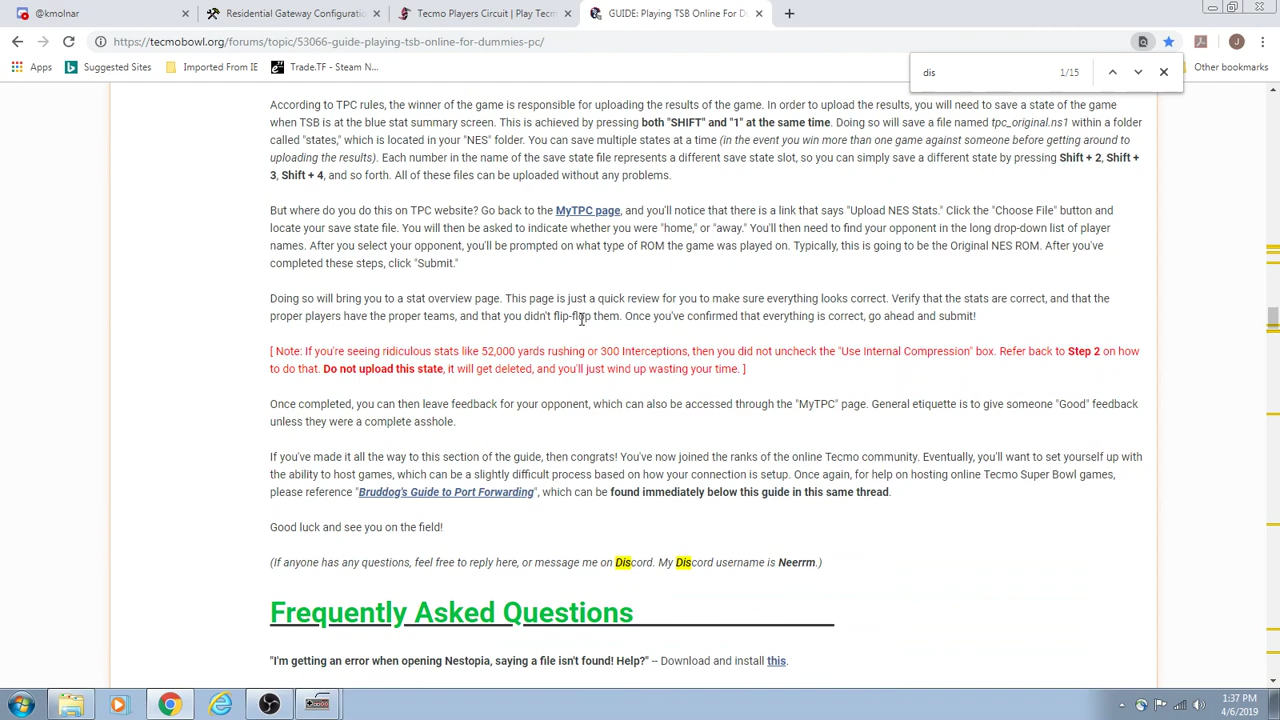 @kmolnar
Residential Gateway Configuratio
Tecmo Players Circuit | Play Tecm
GUIDE: Playing TSB Online For Du
https://tecmobowl.org/forums/topic/53066-guide-playing-tsb-online-for-dummies-pc/
J
Apps
Suggested Sites
Imported From IE
Trade.TF - Steam N...
Other bookmarks
dis
1/15
According to TPC rules, the winner of the game is responsible for uploading the results of the game. In order to upload the results, you will need to save a state of the game
when TSB is at the blue stat summary screen. This is achieved by pressing both "SHIFT" and "1" at the same time. Doing so will save a file named tpc_original.ns1 within a folder
called "states," which is located in your "NES" folder. You can save multiple states at a time (in the event you win more than one game against someone before getting around to
uploading the results). Each number in the name of the save state file represents a different save state slot, so you can simply save a different state by pressing Shift + 2, Shift +
3, Shift + 4, and so forth. All of these files can be uploaded without any problems.
But where do you do this on TPC website? Go back to the MyTPC page, and you'll notice that there is a link that says "Upload NES Stats." Click the "Choose File" button and
locate your save state file. You will then be asked to indicate whether you were "home," or "away." You'll then need to find your opponent in the long drop-down list of player
names. After you select your opponent, you'll be prompted on what type of ROM the game was played on. Typically, this is going to be the Original NES ROM. After you've
completed these steps, click "Submit."
Doing so will bring you to a stat overview page. This page is just a quick review for you to make sure everything looks correct. Verify that the stats are correct, and that the
proper players have the proper teams, and that you didn't flip-flop them. Once you've confirmed that everything is correct, go ahead and submit!
[ Note: If you're seeing ridiculous stats like 52,000 yards rushing or 300 Interceptions, then you did not uncheck the "Use Internal Compression" box. Refer back to Step 2 on how
to do that. Do not upload this state, it will get deleted, and you'll just wind up wasting your time. ]
Once completed, you can then leave feedback for your opponent, which can also be accessed through the "MyTPC" page. General etiquette is to give someone "Good" feedback
unless they were a complete asshole.
If you've made it all the way to this section of the guide, then congrats! You've now joined the ranks of the online Tecmo community. Eventually, you'll want to set yourself up with
the ability to host games, which can be a slightly difficult process based on how your connection is setup. Once again, for help on hosting online Tecmo Super Bowl games,
please reference "Bruddog's Guide to Port Forwarding", which can be found immediately below this guide in this same thread.
Good luck and see you on the field!
(If anyone has any questions, feel free to reply here, or message me on Discord. My Discord username is Neerrm.)
Frequently Asked Questions
"I'm getting an error when opening Nestopia, saying a file isn't found! Help?" -- Download and install this.
1:37 PM
4/6/2019